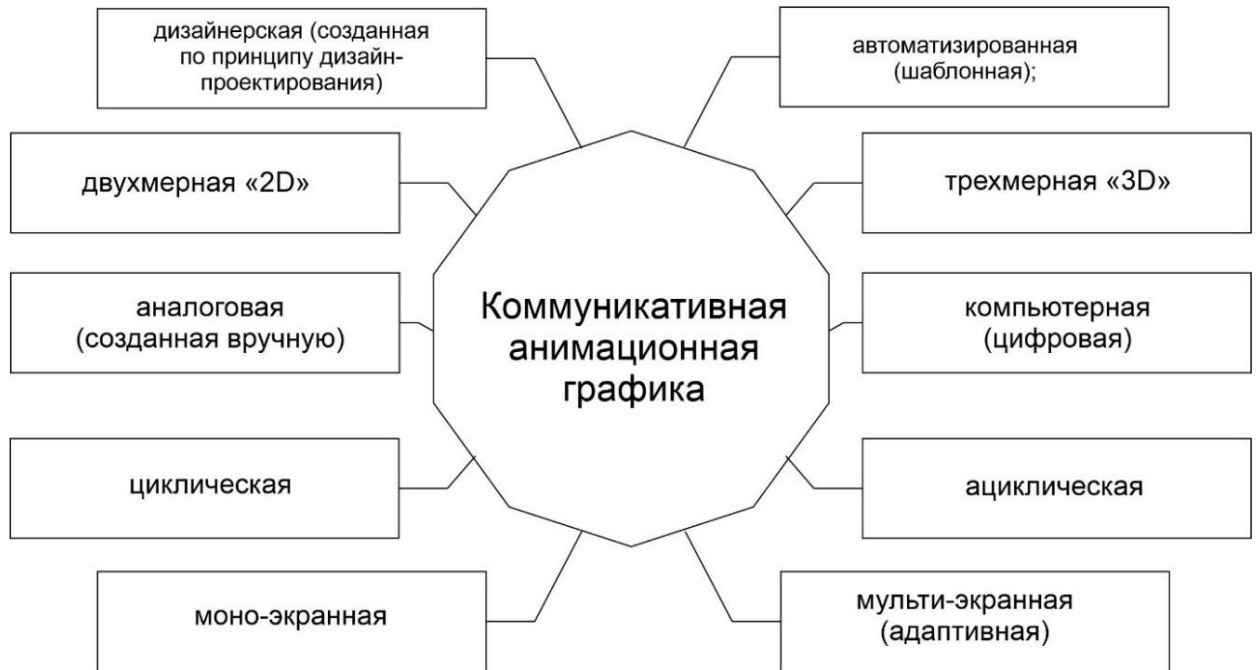 дизайнерская (созданная
по принципу дизайн-
проектирования)
автоматизированная
(шаблонная);
двухмерная «2D»
трехмерная «3D»
аналоговая
(созданная вручную)
Коммуникативная
анимационная
графика
компьютерная
(цифровая)
циклическая
ациклическая
моно-экранная
мульти-экранная
(адаптивная)